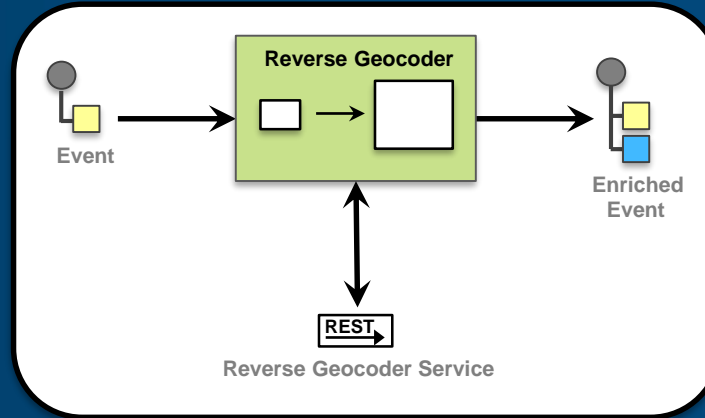 Reverse Geocoder
Event
Enriched
Event
REST
Reverse Geocoder Service